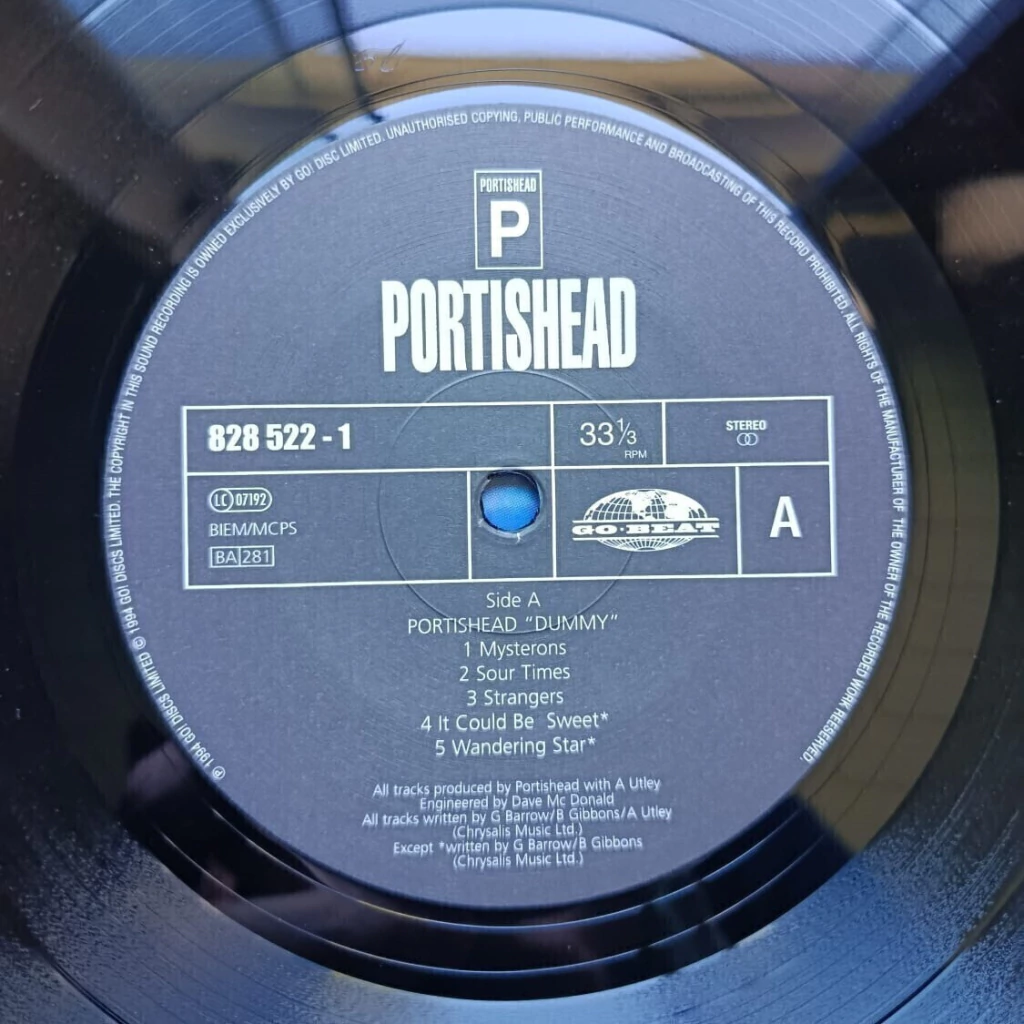 ℗ 1994 GO! DISCS LIMITED © 1994 GO! DISCS LIMITED. THE COPYRIGHT IN THIS SOUND RECORDING IS OWNED EXCLUSIVELY BY GO! DISC LIMITED. UNAUTHORISED COPYING, PUBLIC PERFORMANCE AND BROADCASTING OF THIS RECORD PROHIBITED. ALL RIGHTS OF THE MANUFACTURER OF THE OWNER OF THE RECORDED WORK REESERVED.
PORTISHEAD
P
PORTISHEAD
828 522 - 1
33⅓
RPM
STEREO
LC 07192
BIEM/MCPS
BA 281
GO·BEAT
A
Side A
PORTISHEAD "DUMMY"
1 Mysterons
2 Sour Times
3 Strangers
4 It Could Be Sweet*
5 Wandering Star*
All tracks produced by Portishead with A Utley
Engineered by Dave Mc Donald
All tracks written by G Barrow/B Gibbons/A Utley
(Chrysalis Music Ltd.)
Except *written by G Barrow/B Gibbons
(Chrysalis Music Ltd.)